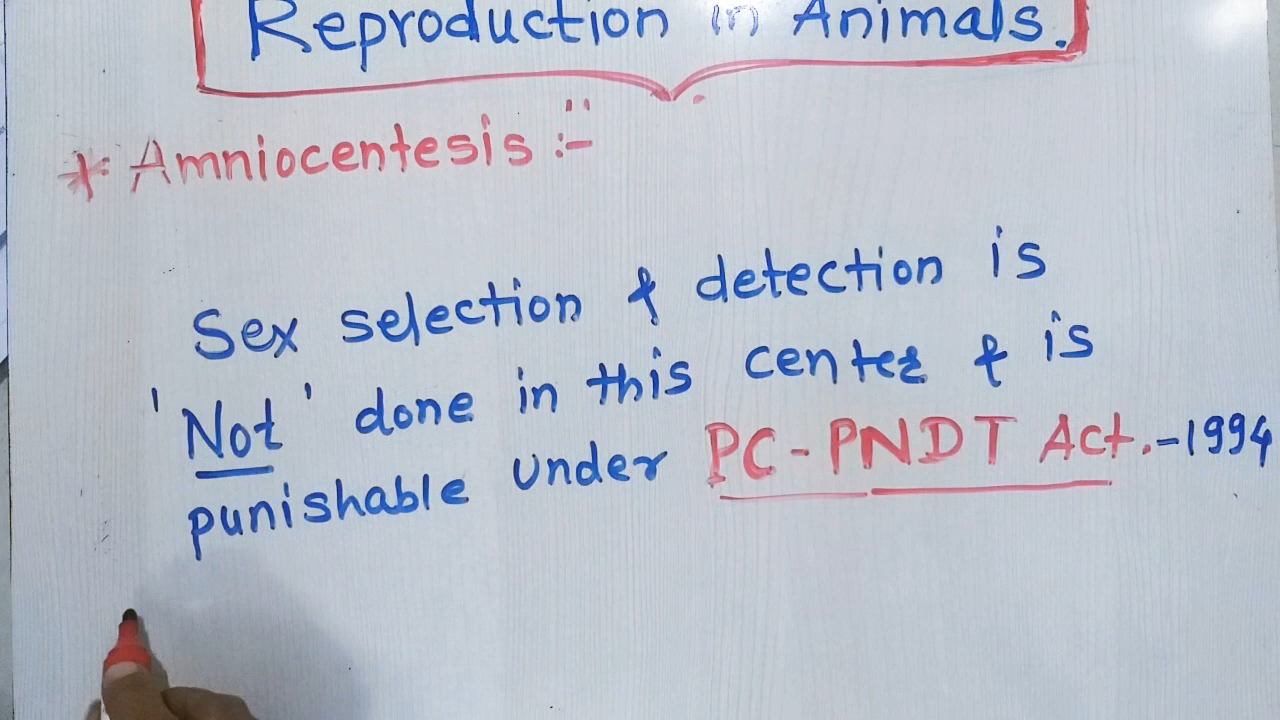 Reproduction in Animals.
* Amniocentesis :-
Sex selection & detection is
'Not' done in this center & is
punishable under PC-PNDT Act.-1994